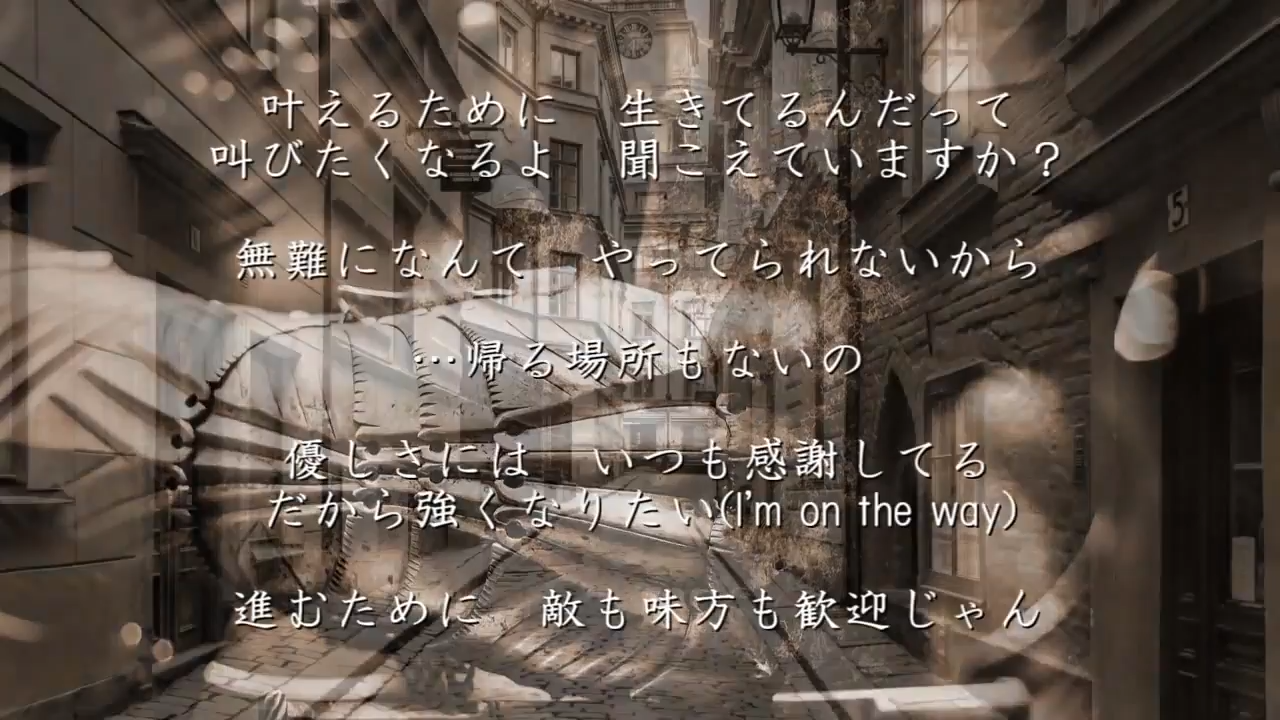 叶えるために　生きてるんだって
叫びたくなるよ　聞こえていますか？
無難になんて　やってられないから
…帰る場所もないの
優しさには　いつも感謝してる
だから強くなりたい(I'm on the way)
進むために　敵も味方も歓迎じゃん
5